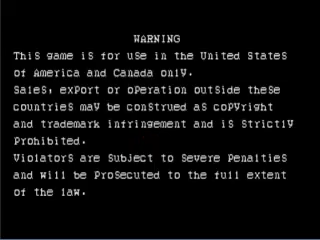 WARNING
This game is for use in the United States
of America and Canada only.
Sales, export or operation outside these
countries may be construed as copyright
and trademark infringement and is strictly
prohibited.
Violators are subject to severe penalties
and will be prosecuted to the full extent
of the law.